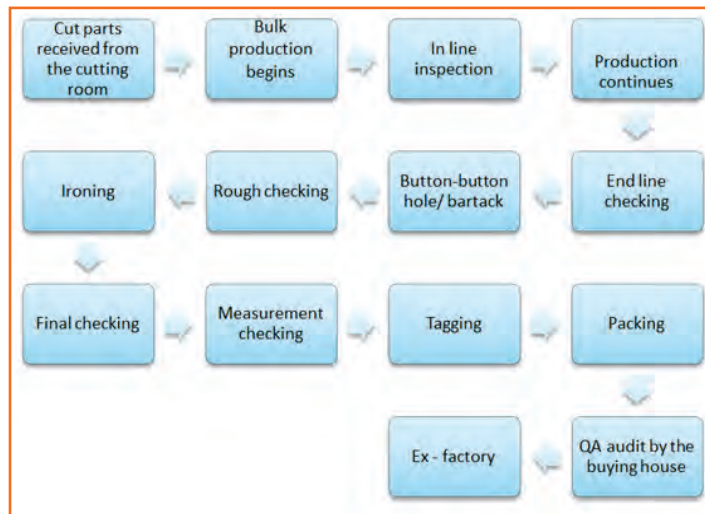 Cut parts
received from
the cutting
room
Bulk
production
begins
In line
inspection
Production
continues
End line
checking
Button-button
hole/ bartack
Rough checking
Ironing
Final checking
Measurement
checking
Tagging
Packing
QA audit by the
buying house
Ex - factory